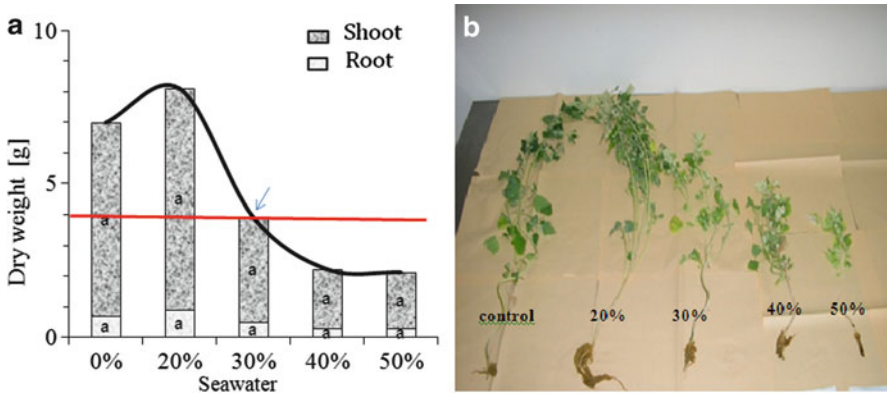 a
10
Shoot
Root
Dry weight [g]
5
0
a
a
a
a
a
a
a
a
a
a
0%
20%
30%
40%
50%
Seawater
b
control
20%
30%
40%
50%